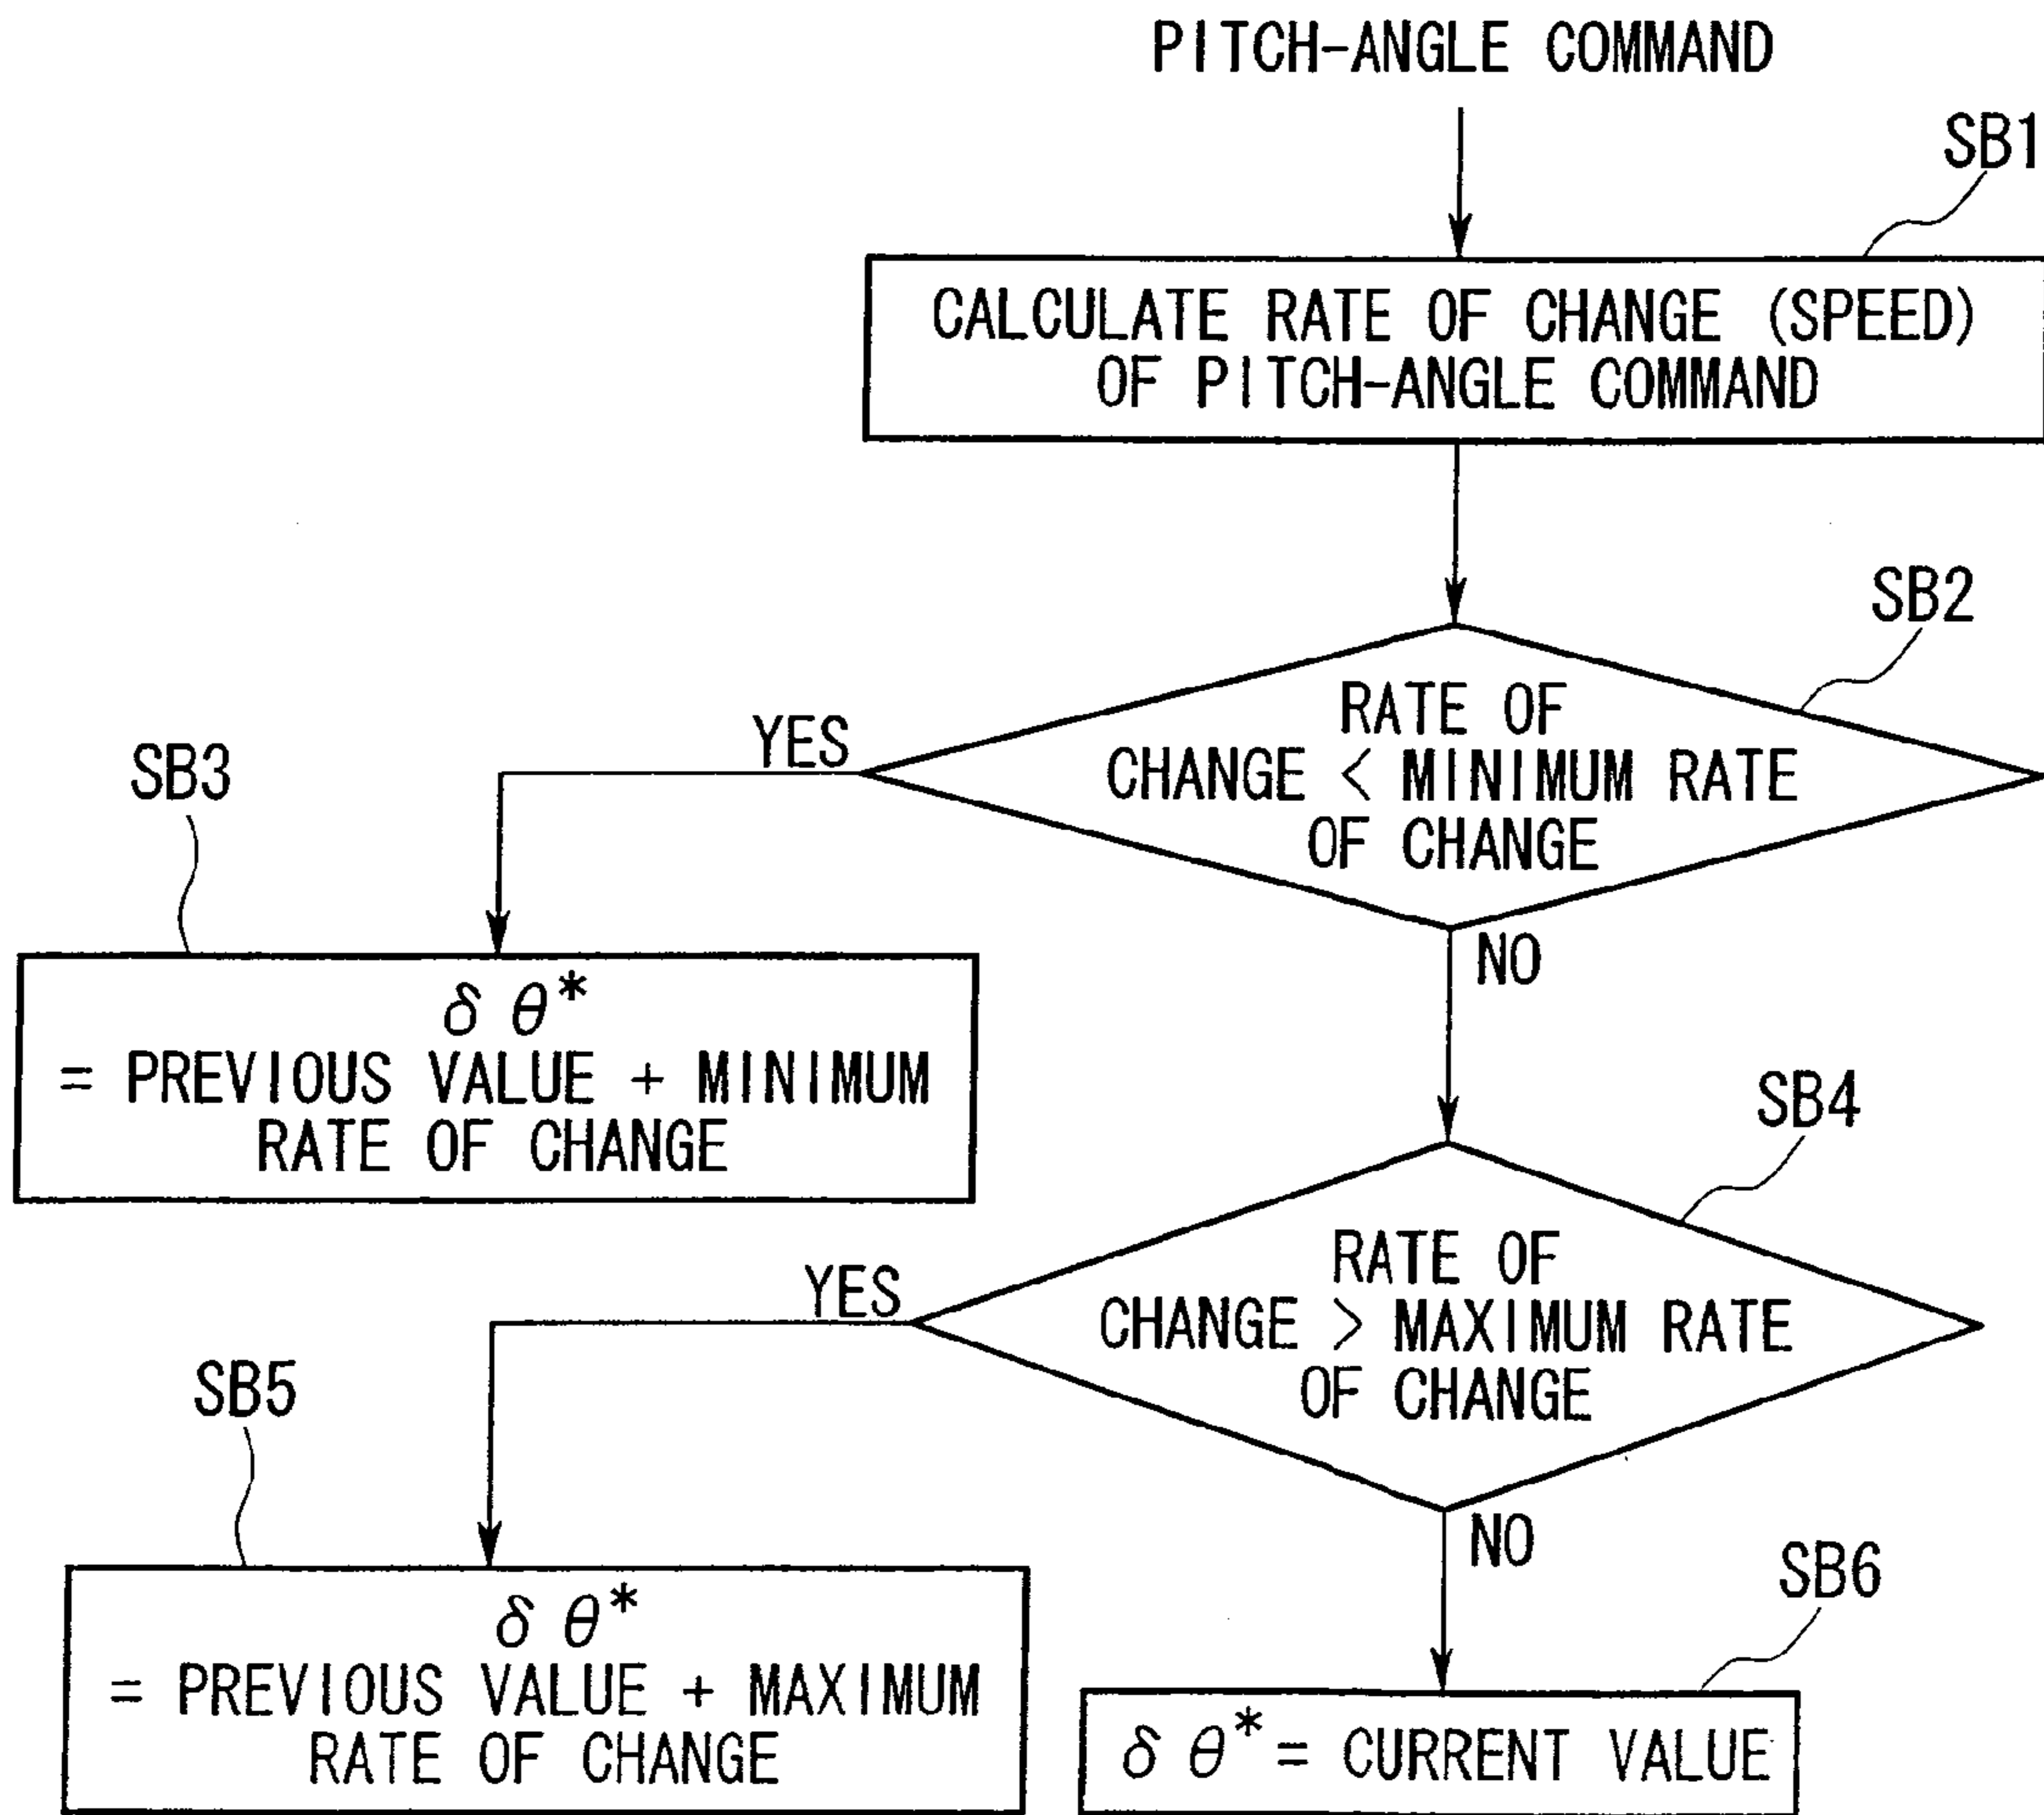 PITCH-ANGLE COMMAND
SB1
CALCULATE RATE OF CHANGE (SPEED)
OF PITCH-ANGLE COMMAND
SB2
RATE OF
CHANGE < MINIMUM RATE
OF CHANGE
YES
NO
SB3
δ θ*
= PREVIOUS VALUE + MINIMUM
RATE OF CHANGE
SB4
RATE OF
CHANGE > MAXIMUM RATE
OF CHANGE
YES
NO
SB5
δ θ*
= PREVIOUS VALUE + MAXIMUM
RATE OF CHANGE
SB6
δ θ* = CURRENT VALUE